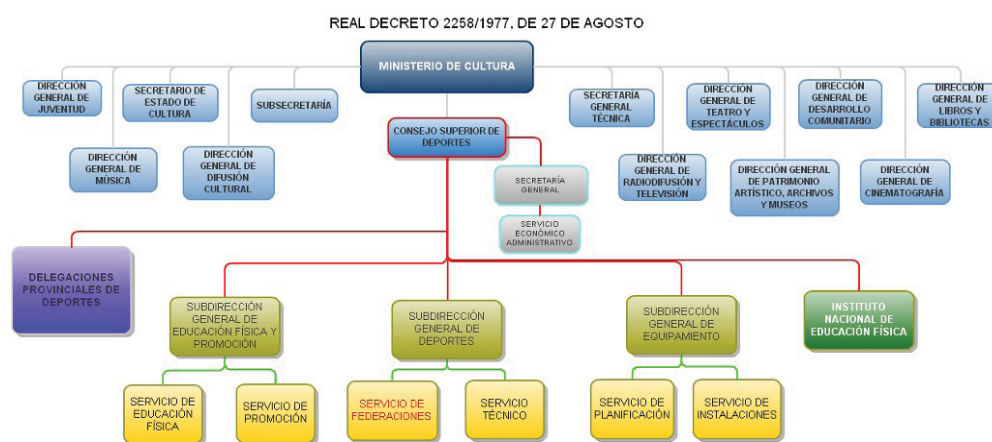 REAL DECRETO 2258/1977, DE 27 DE AGOSTO
MINISTERIO DE CULTURA
DIRECCIÓN
GENERAL DE
JUVENTUD
SECRETARIO DE
ESTADO DE
CULTURA
SUBSECRETARÍA
SECRETARÍA
GENERAL
TÉCNICA
DIRECCIÓN
GENERAL DE
TEATRO Y
ESPECTÁCULOS
DIRECCIÓN
GENERAL DE
DESARROLLO
COMUNITARIO
DIRECCIÓN
GENERAL DE
LIBROS Y
BIBLIOTECAS
CONSEJO SUPERIOR DE
DEPORTES
DIRECCIÓN
GENERAL DE
MÚSICA
DIRECCIÓN
GENERAL DE
DIFUSIÓN
CULTURAL
DIRECCIÓN
GENERAL DE
RADIODIFUSIÓN Y
TELEVISIÓN
DIRECCIÓN GENERAL
DE PATRIMONIO
ARTÍSTICO, ARCHIVOS
Y MUSEOS
DIRECCIÓN
GENERAL DE
CINEMATOGRAFÍA
SECRETARÍA
GENERAL
SERVICIO
ECONÓMICO
ADMINISTRATIVO
DELEGACIONES
PROVINCIALES DE
DEPORTES
SUBDIRECCIÓN
GENERAL DE
EDUCACIÓN FÍSICA Y
PROMOCIÓN
SUBDIRECCIÓN
GENERAL DE
DEPORTES
SUBDIRECCIÓN
GENERAL DE
EQUIPAMIENTO
INSTITUTO
NACIONAL DE
EDUCACIÓN FÍSICA
SERVICIO DE
EDUCACIÓN
FÍSICA
SERVICIO DE
PROMOCIÓN
SERVICIO DE
FEDERACIONES
SERVICIO
TÉCNICO
SERVICIO DE
PLANIFICACIÓN
SERVICIO DE
INSTALACIONES